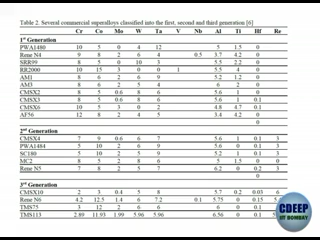 Table 2. Several commercial superalloys classified into the first, second and third generation [6]
Cr Co Mo W Ta V Nb Al Ti Hf Re
1st Generation
PWA1480 10 5 0 4 12 5 1.5 0
Rene N4 9 8 2 6 4 0.5 3.7 4.2 0
SRR99 8 5 0 10 3 5.5 2.2 0
RR2000 10 15 3 0 0 1 5.5 4 0
AM1 8 6 2 6 9 5.2 1.2 0
AM3 8 6 2 5 4 6 2 0
CMSX2 8 5 0.6 8 6 5.6 1 0
CMSX3 8 5 0.6 8 6 5.6 1 0.1
CMSX6 10 5 3 0 2 4.8 4.7 0.1
AF56 12 8 2 4 5 3.4 4.2 0
0
2nd Generation
CMSX4 7 9 0.6 6 7 5.6 1 0.1 3
PWA1484 5 10 2 6 9 5.6 0 0.1 3
SC180 5 10 2 5 9 5.2 1 0.1 3
MC2 8 5 2 8 6 5 1.5 0 0
Rene N5 7 8 2 5 7 6.2 0 0.2 3
0.1
3rd Generation
CMSX10 2 3 0.4 5 8 5.7 0.2 0.03 6
Rene N6 4.2 12.5 1.4 6 7.2 0.1 5.75 0 0.15 5
TMS75 3 12 2 6 6 6 0 0.1
TMS113 2.89 11.93 1.99 5.96 5.96 6.56 0 0.1
CDEEP
IIT BOMBAY